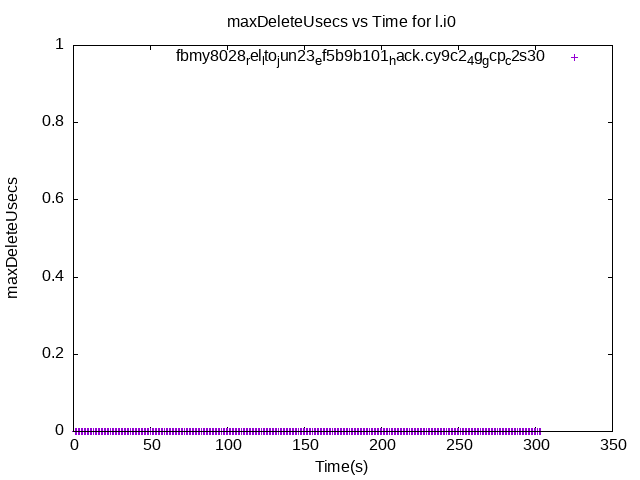 maxDeleteUsecs vs Time for l.i0
fbmy8028relltojun23ef5b9b101hack.cy9c24ggcpc2s30
1
0.8
0.6
0.4
0.2
0
maxDeleteUsecs
0 50 100 150 200 250 300 350
Time(s)